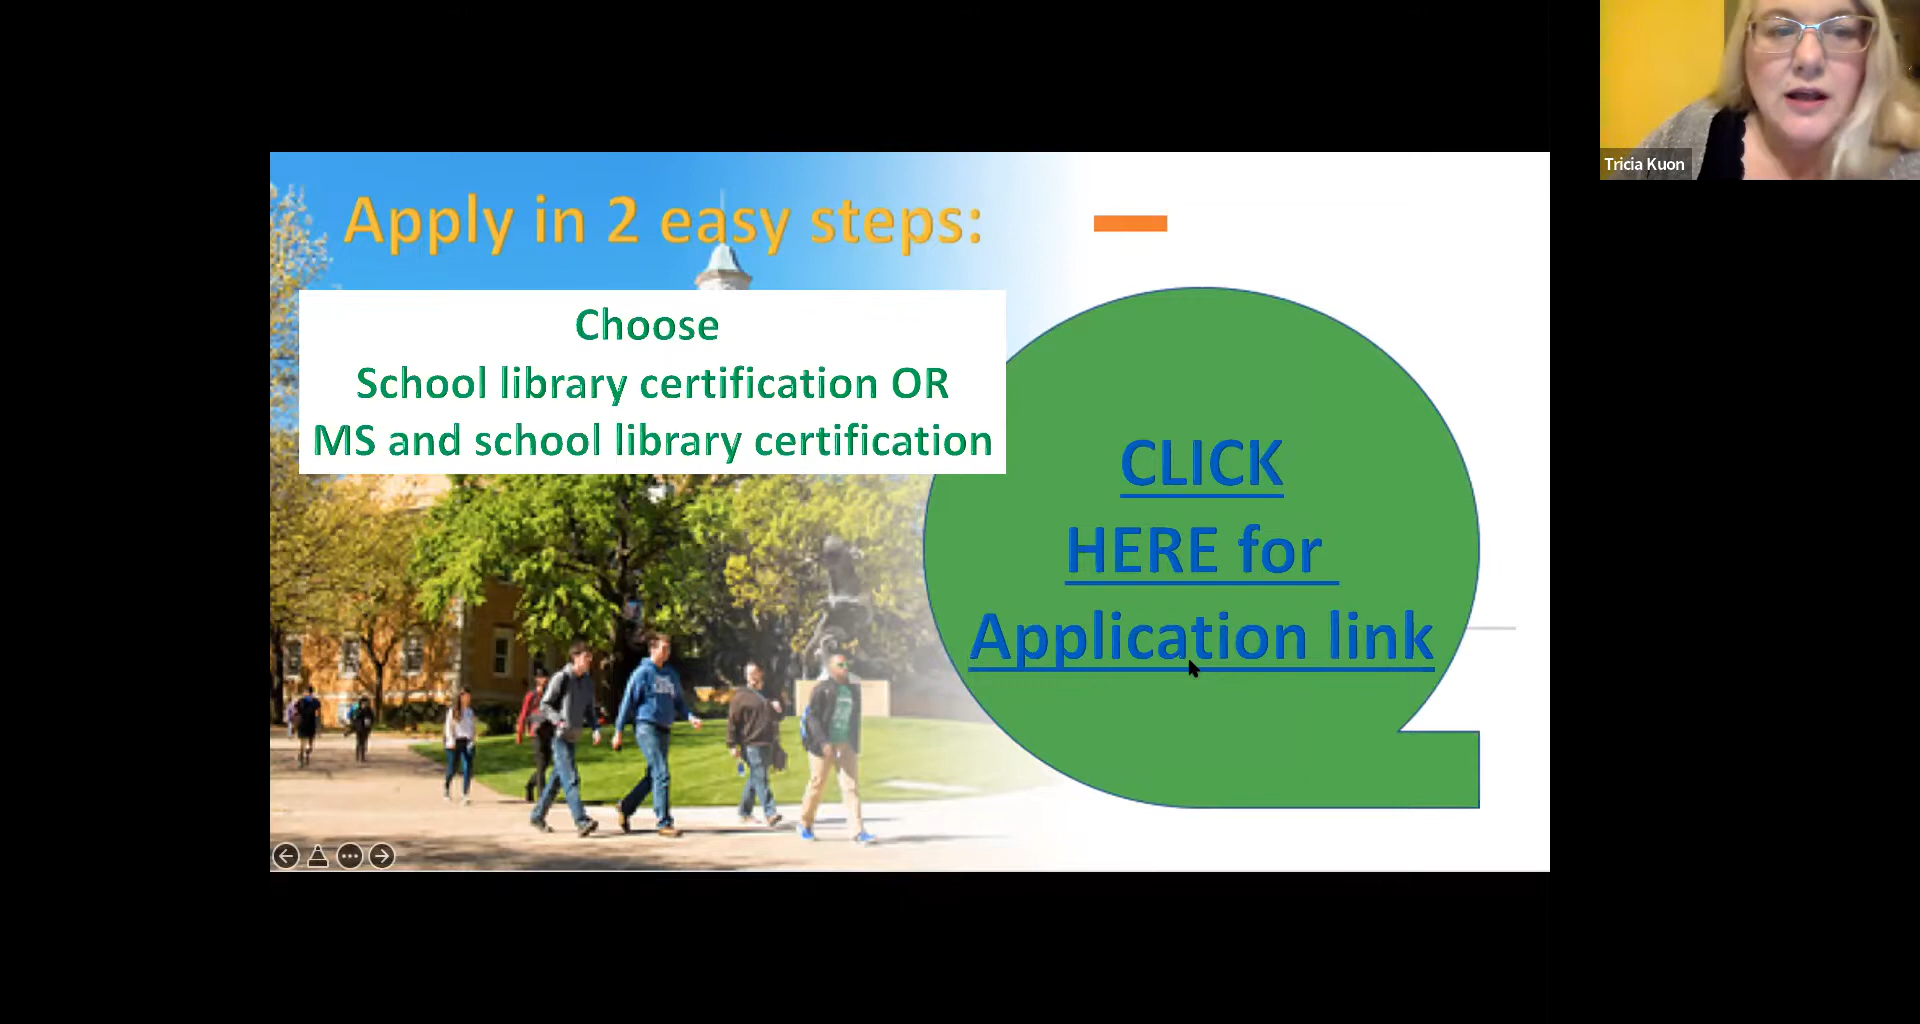 Apply in 2 easy steps:
Choose
School library certification OR
MS and school library certification
CLICK
HERE for
Application link
Tricia Kuon